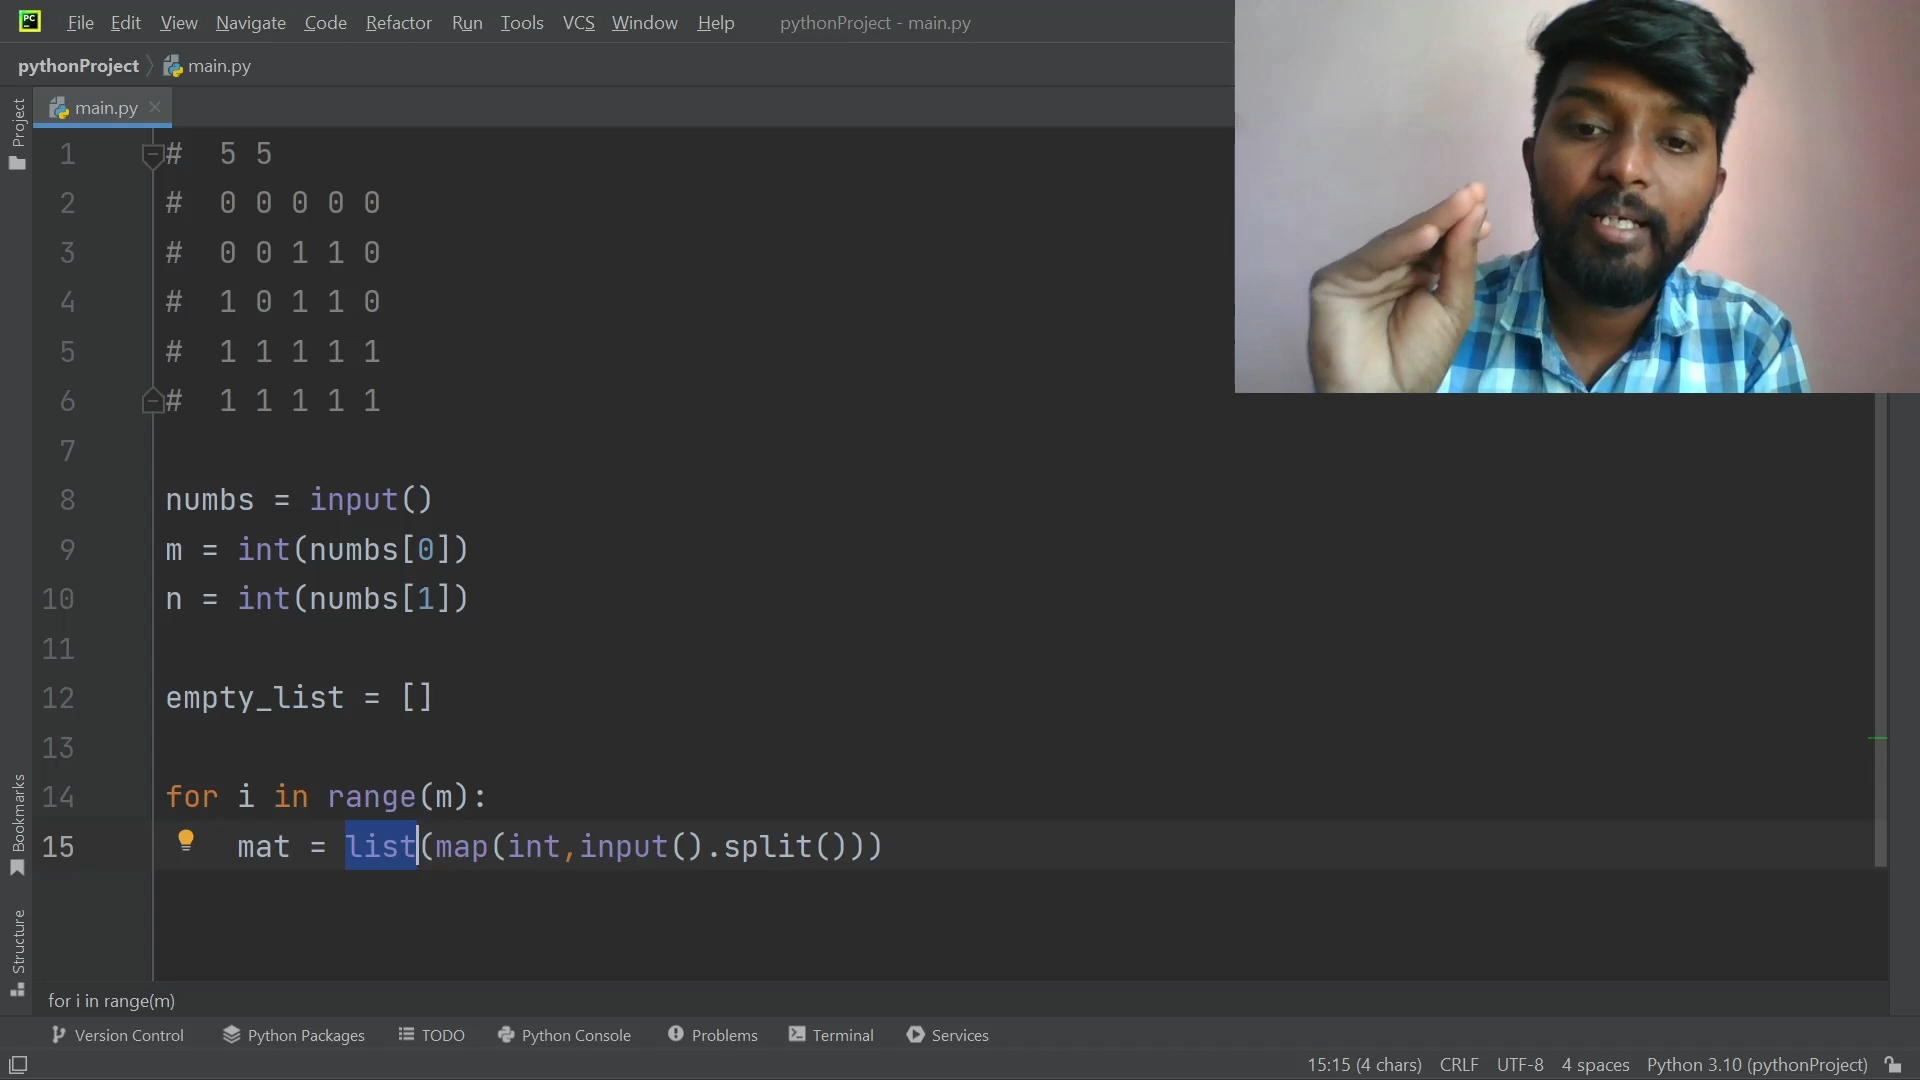 PC File Edit View Navigate Code Refactor Run Tools VCS Window Help pythonProject - main.py
pythonProject main.py
main.py
Project
1 # 5 5
2 # 0 0 0 0 0
3 # 0 0 1 1 0
4 # 1 0 1 1 0
5 # 1 1 1 1 1
6 # 1 1 1 1 1
7
8 numbs = input()
9 m = int(numbs[0])
10 n = int(numbs[1])
11
12 empty_list = []
13
14 for i in range(m):
15 mat = list(map(int,input().split()))
Bookmarks
Structure
for i in range(m)
Version Control Python Packages TODO Python Console Problems Terminal Services
15:15 (4 chars) CRLF UTF-8 4 spaces Python 3.10 (pythonProject)